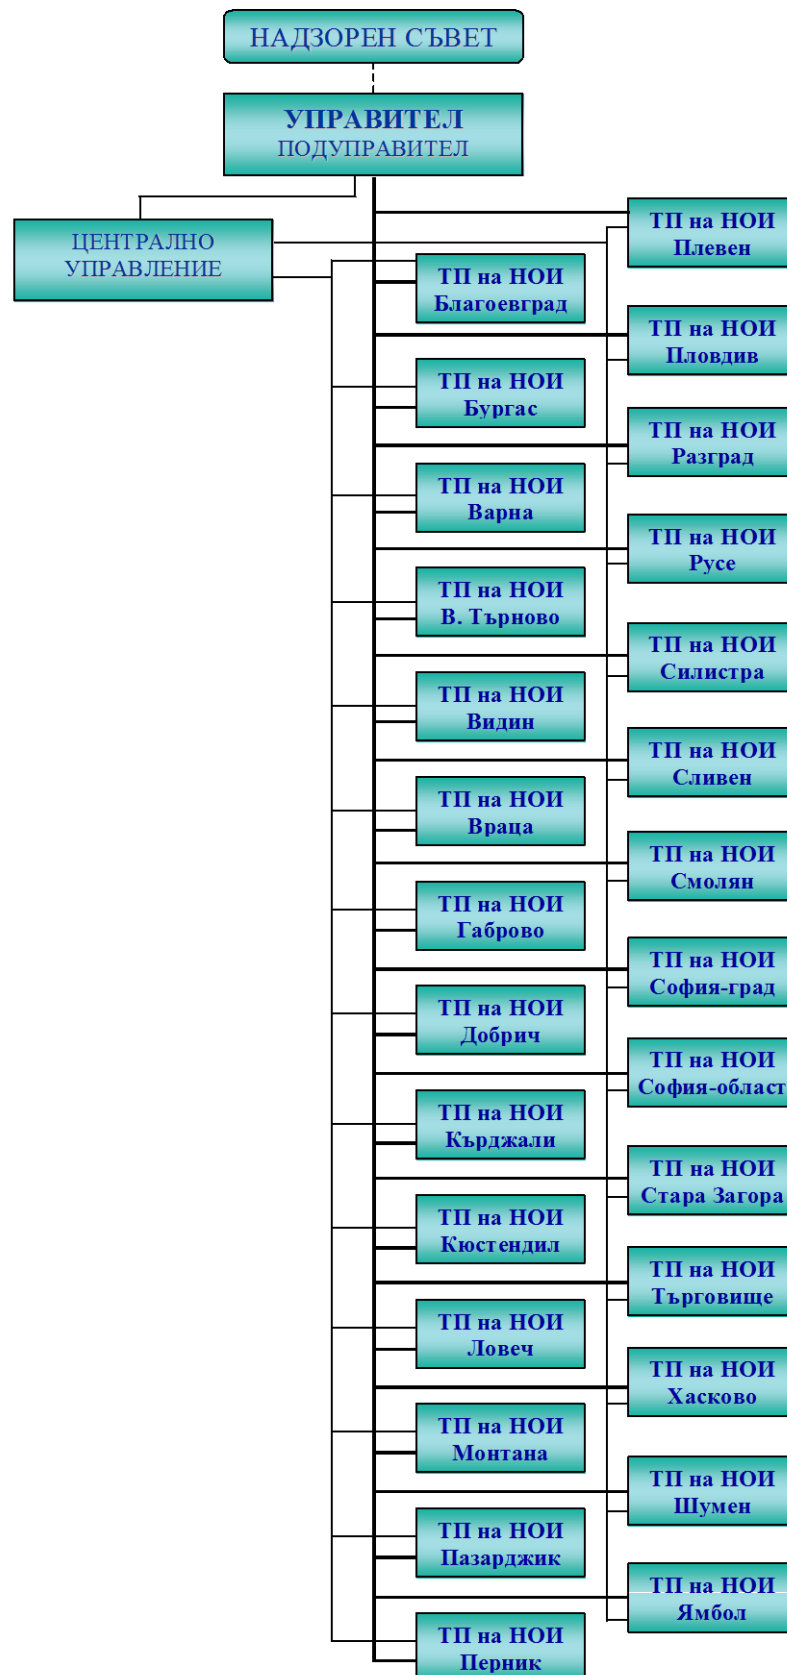 НАДЗОРЕН СЪВЕТ
УПРАВИТЕЛ
ПОДУПРАВИТЕЛ
ЦЕНТРАЛНО
УПРАВЛЕНИЕ
ТП на НОИ
Благоевград
ТП на НОИ
Бургас
ТП на НОИ
Варна
ТП на НОИ
В. Търново
ТП на НОИ
Видин
ТП на НОИ
Враца
ТП на НОИ
Габрово
ТП на НОИ
Добрич
ТП на НОИ
Кърджали
ТП на НОИ
Кюстендил
ТП на НОИ
Ловеч
ТП на НОИ
Монтана
ТП на НОИ
Пазарджик
ТП на НОИ
Перник
ТП на НОИ
Плевен
ТП на НОИ
Пловдив
ТП на НОИ
Разград
ТП на НОИ
Русе
ТП на НОИ
Силистра
ТП на НОИ
Сливен
ТП на НОИ
Смолян
ТП на НОИ
София-град
ТП на НОИ
София-област
ТП на НОИ
Стара Загора
ТП на НОИ
Търговище
ТП на НОИ
Хасково
ТП на НОИ
Шумен
ТП на НОИ
Ямбол